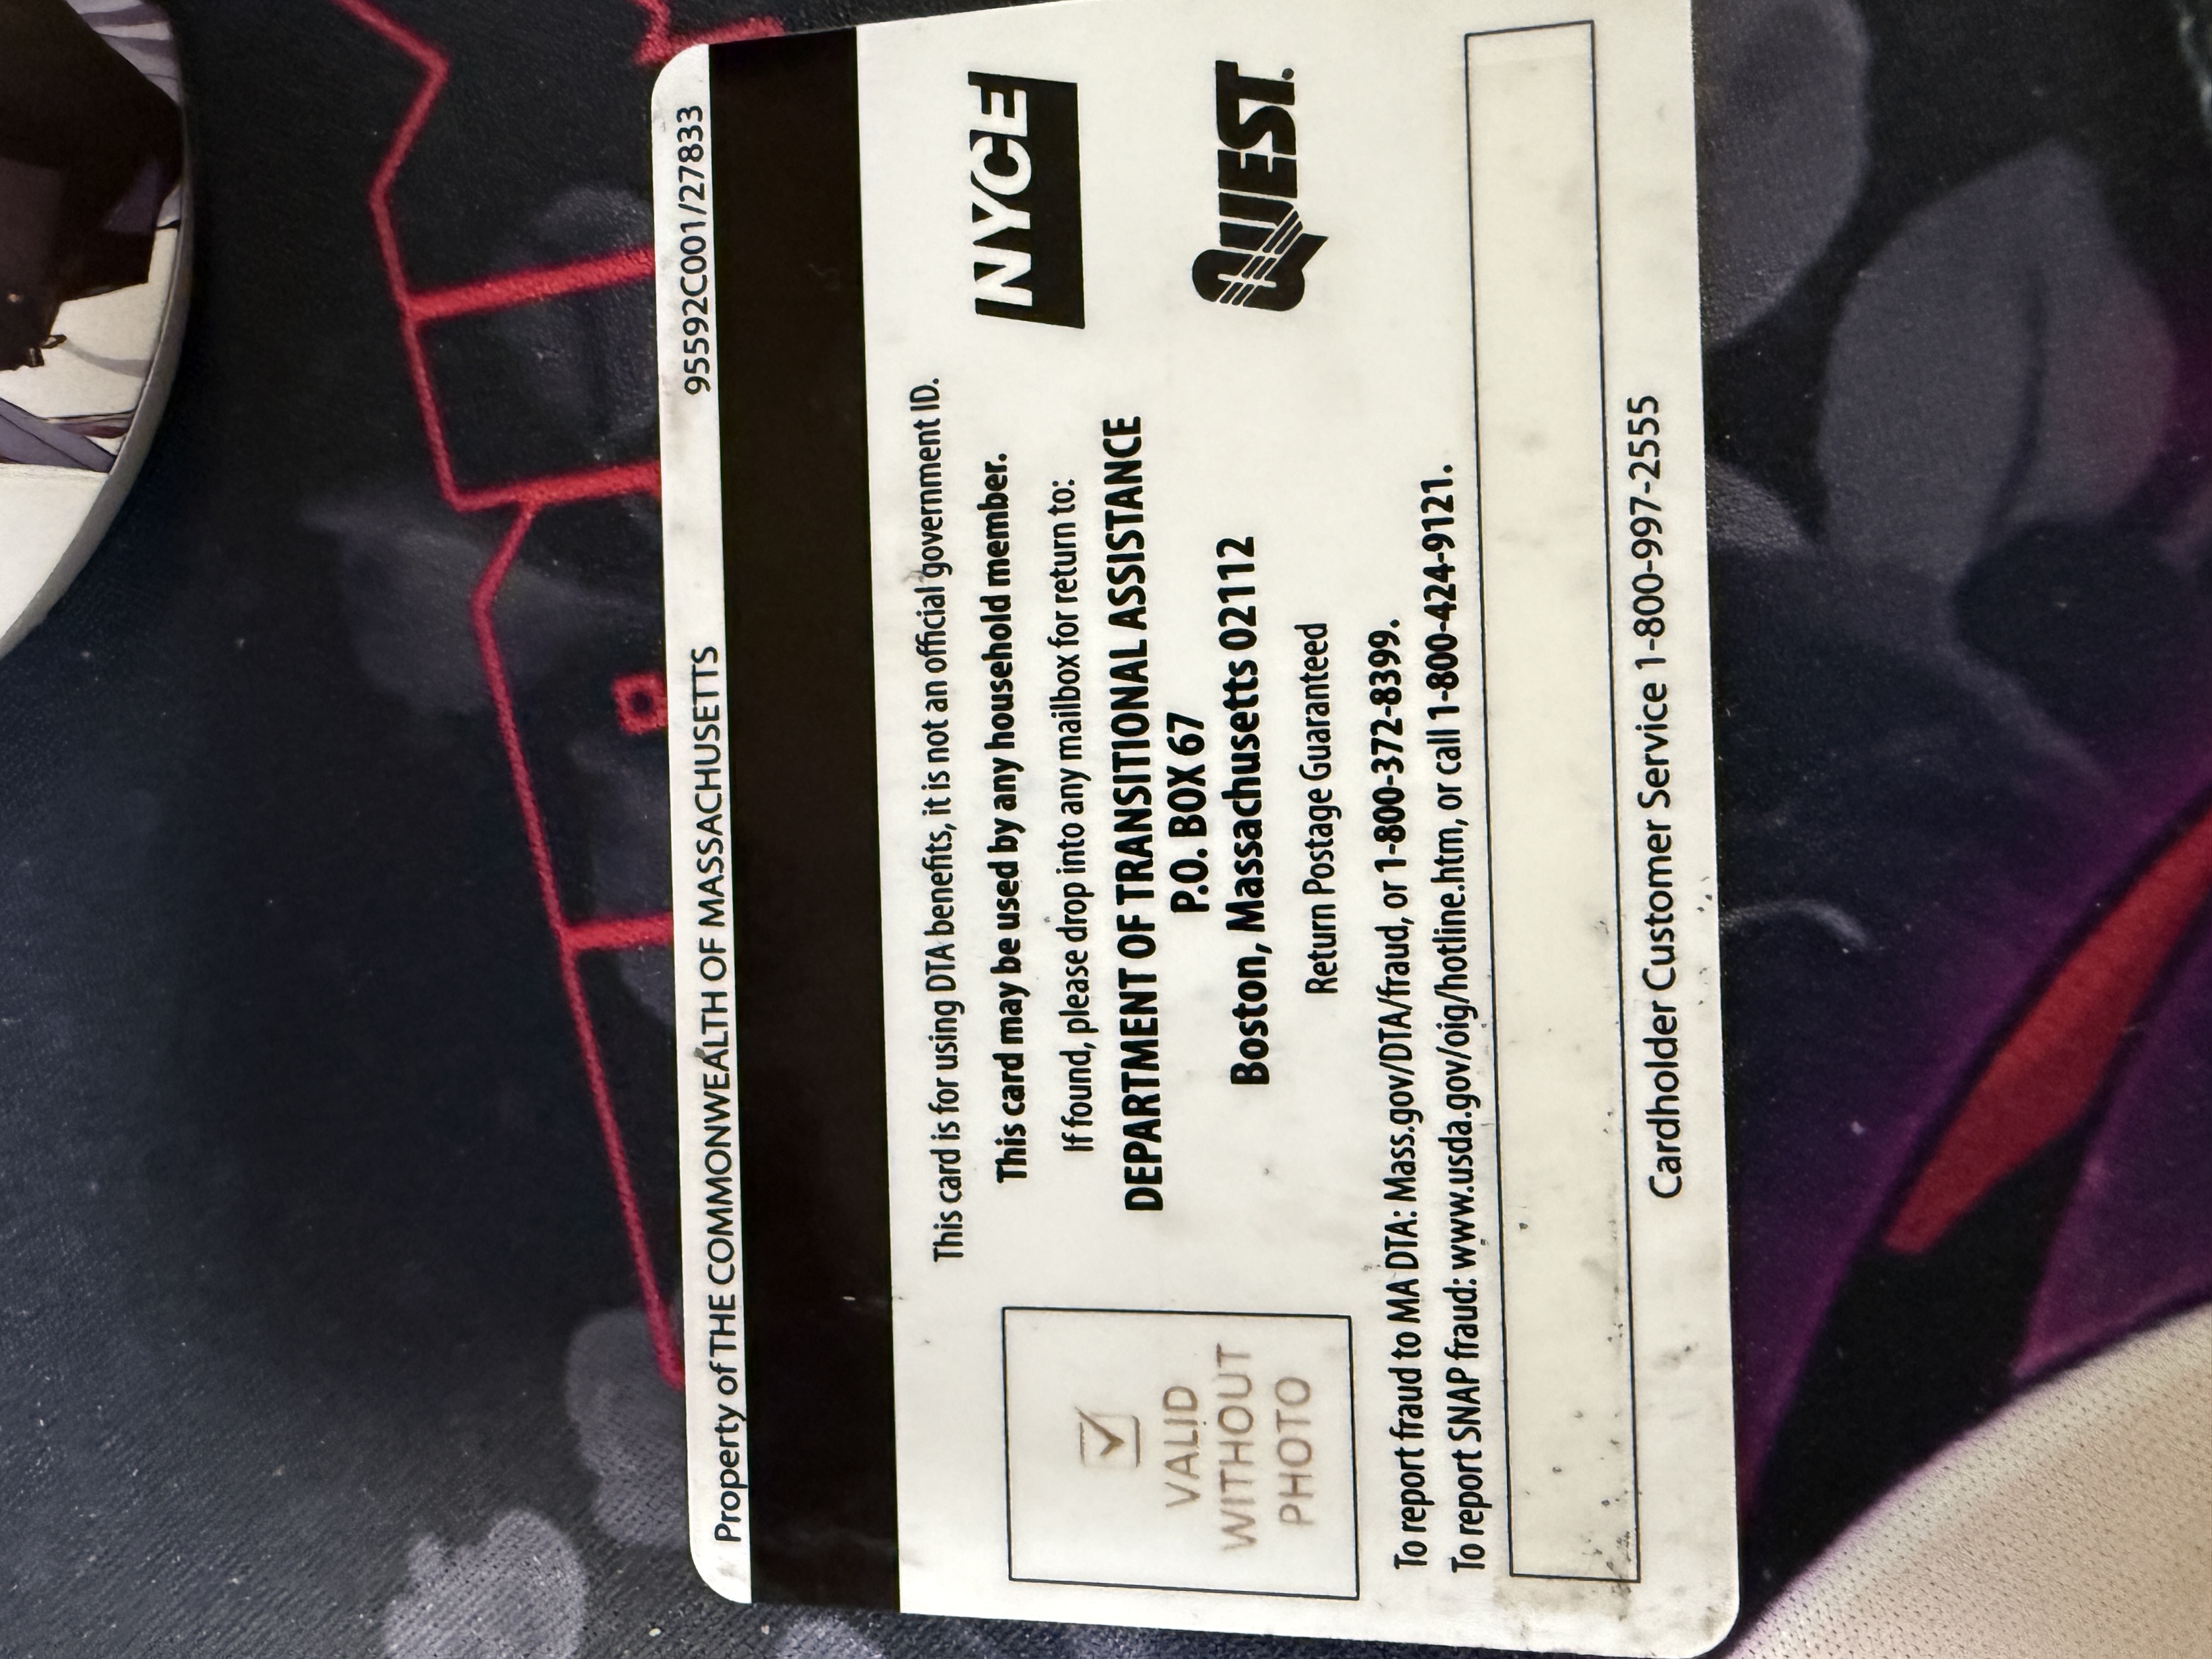 Property of THE COMMONWEALTH OF MASSACHUSETTS 95592C001/27833
This card is for using DTA benefits, it is not an official government ID.
This card may be used by any household member.
If found, please drop into any mailbox for return to:
DEPARTMENT OF TRANSITIONAL ASSISTANCE
P.O. BOX 67
Boston, Massachusetts 02112
Return Postage Guaranteed
NYCE
QUEST.
VALID
WITHOUT
PHOTO
To report fraud to MA DTA: Mass.gov/DTA/fraud, or 1-800-372-8399.
To report SNAP fraud: www.usda.gov/oig/hotline.htm, or call 1-800-424-9121.
Cardholder Customer Service 1-800-997-2555